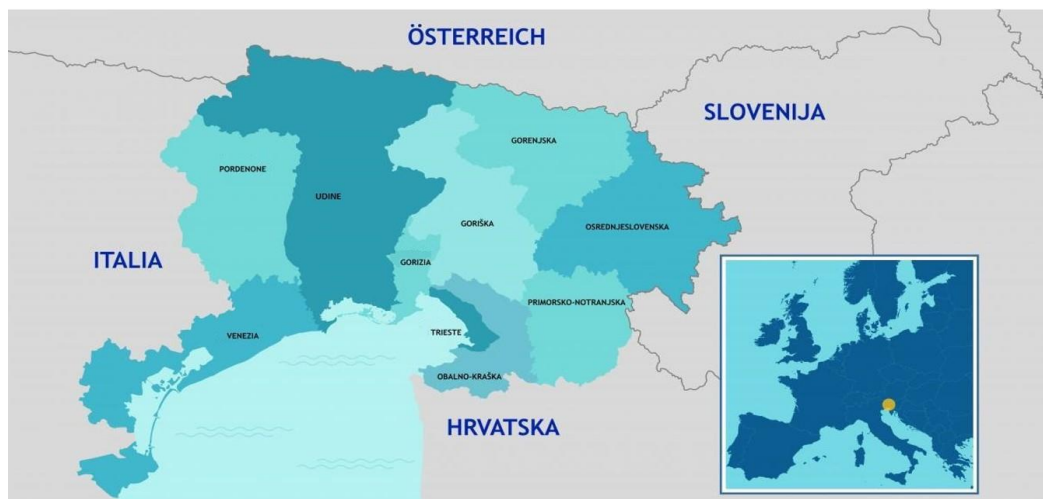 ÖSTERREICH
SLOVENIJA
GORENJSKA
PORDENONE
UDINE
GORIŠKA
OSREDNJESLOVENSKA
ITALIA
GORIZIA
PRIMORSKO-NOTRANJSKA
VENEZIA
TRIESTE
OBALNO-KRAŠKA
HRVATSKA